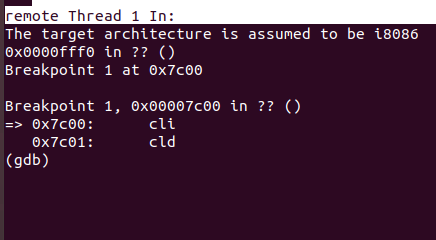 remote Thread 1 In:
The target architecture is assumed to be i8086
0x0000fff0 in ?? ()
Breakpoint 1 at 0x7c00
Breakpoint 1, 0x00007c00 in ?? ()
=> 0x7c00:      cli
   0x7c01:      cld
(gdb)